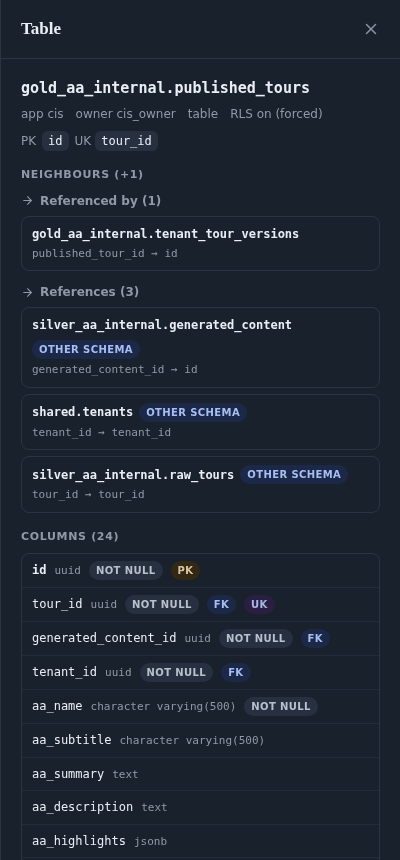 Table
gold_aa_internal.published_tours
app cis owner cis_owner table RLS on (forced)
PK id UK tour_id
NEIGHBOURS (+1)
→ Referenced by (1)
gold_aa_internal.tenant_tour_versions
published_tour_id → id
→ References (3)
silver_aa_internal.generated_content
OTHER SCHEMA
generated_content_id → id
shared.tenants OTHER SCHEMA
tenant_id → tenant_id
silver_aa_internal.raw_tours OTHER SCHEMA
tour_id → tour_id
COLUMNS (24)
id uuid NOT NULL PK
tour_id uuid NOT NULL FK UK
generated_content_id uuid NOT NULL FK
tenant_id uuid NOT NULL FK
aa_name character varying(500) NOT NULL
aa_subtitle character varying(500)
aa_summary text
aa_description text
aa_highlights jsonb